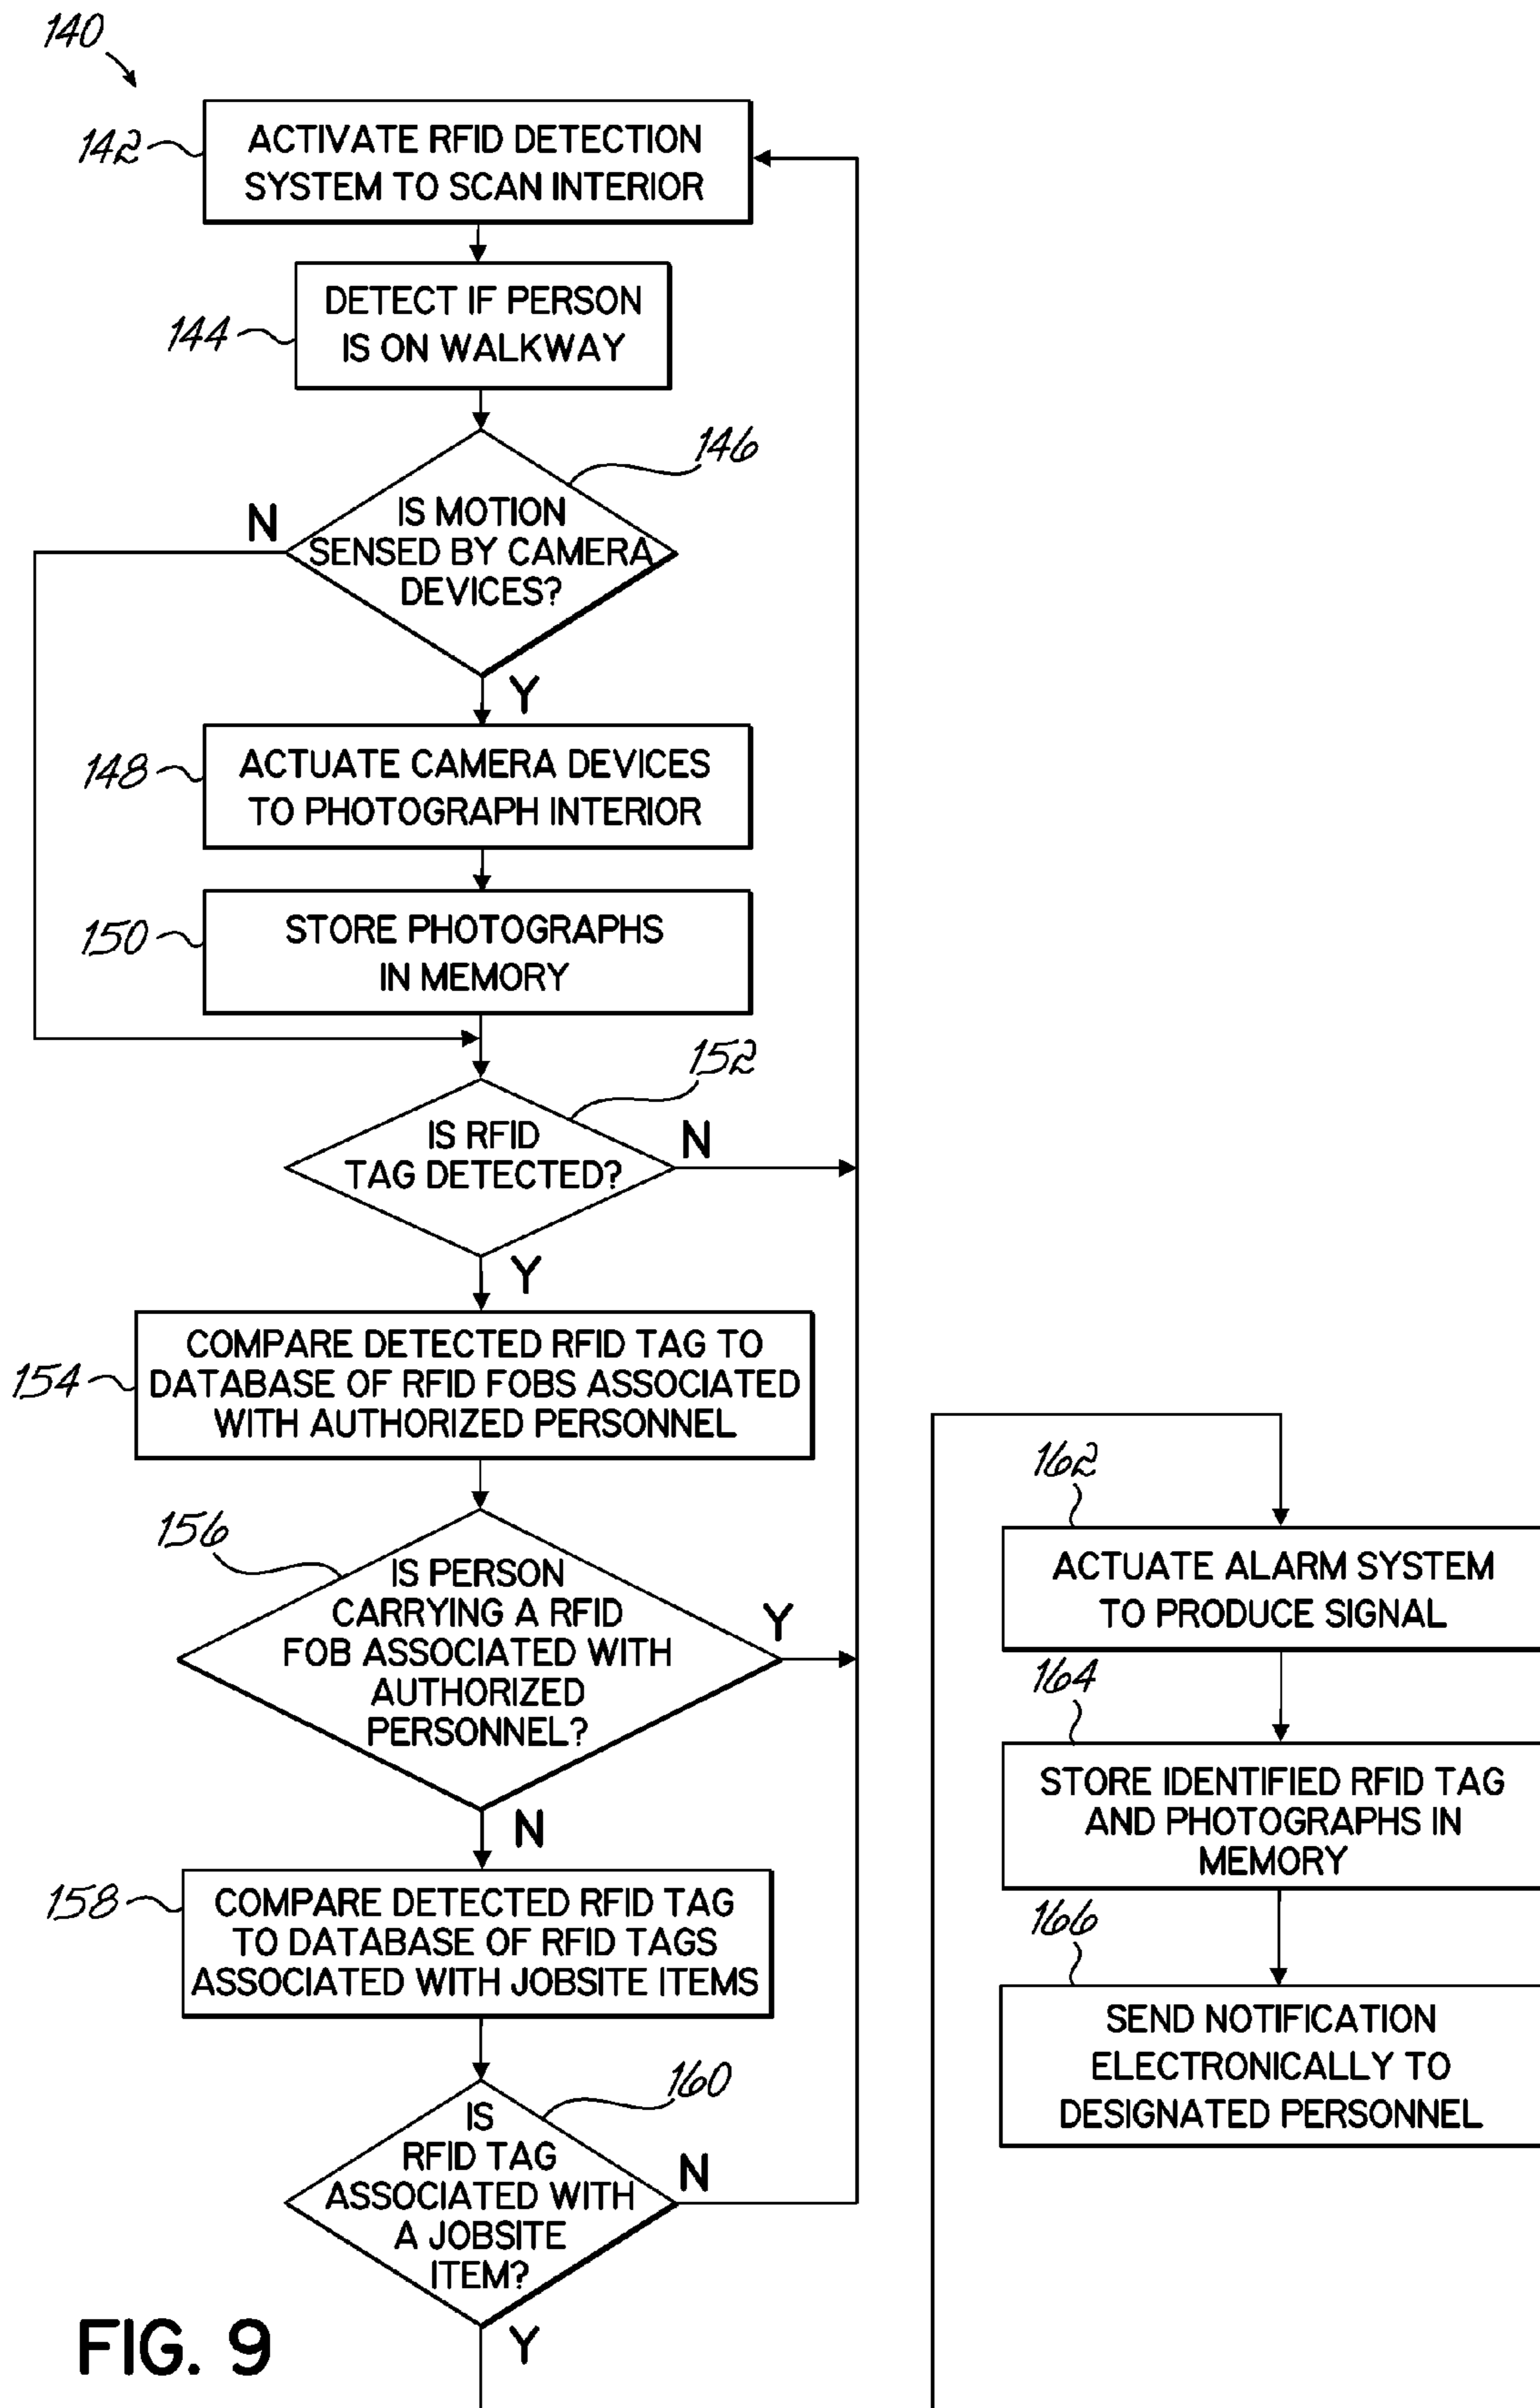 140
142
ACTIVATE RFID DETECTION
SYSTEM TO SCAN INTERIOR
144
DETECT IF PERSON
IS ON WALKWAY
146
IS MOTION
SENSED BY CAMERA
DEVICES?
N
Y
148
ACTUATE CAMERA DEVICES
TO PHOTOGRAPH INTERIOR
150
STORE PHOTOGRAPHS
IN MEMORY
152
IS RFID
TAG DETECTED?
N
Y
154
COMPARE DETECTED RFID TAG TO
DATABASE OF RFID FOBS ASSOCIATED
WITH AUTHORIZED PERSONNEL
156
IS PERSON
CARRYING A RFID
FOB ASSOCIATED WITH
AUTHORIZED
PERSONNEL?
Y
N
158
COMPARE DETECTED RFID TAG
TO DATABASE OF RFID TAGS
ASSOCIATED WITH JOBSITE ITEMS
160
IS
RFID TAG
ASSOCIATED WITH
A JOBSITE
ITEM?
N
Y
162
ACTUATE ALARM SYSTEM
TO PRODUCE SIGNAL
164
STORE IDENTIFIED RFID TAG
AND PHOTOGRAPHS IN
MEMORY
166
SEND NOTIFICATION
ELECTRONICALLY TO
DESIGNATED PERSONNEL
FIG. 9